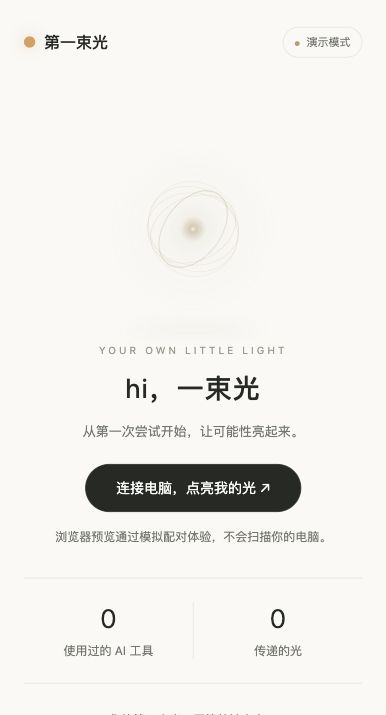 第一束光
演示模式
YOUR OWN LITTLE LIGHT
hi，一束光
从第一次尝试开始，让可能性亮起来。
连接电脑，点亮我的光 ↗
浏览器预览通过模拟配对体验，不会扫描你的电脑。
0
使用过的 AI 工具
0
传递的光